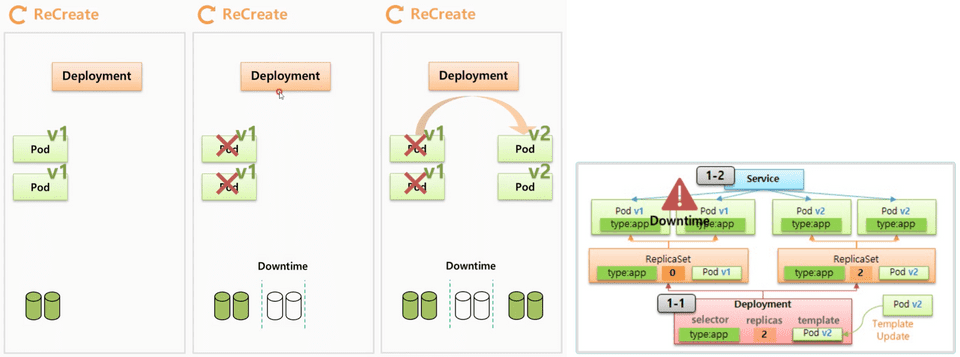 ReCreate
Deployment
v1
Pod
v1
Pod
ReCreate
Deployment
v1
Pod
v1
Pod
Downtime
ReCreate
Deployment
v1
Pod
v2
Pod
v1
Pod
v2
Pod
Downtime
1-2
Service
Pod v1
Pod v1
Pod v2
Pod v2
Downtime
type:app
type:app
type:app
type:app
ReplicaSet
type:app
0
Pod v1
ReplicaSet
type:app
2
Pod v2
1-1
Deployment
selector
replicas
template
type:app
2
Pod v2
Pod v2
Template
Update